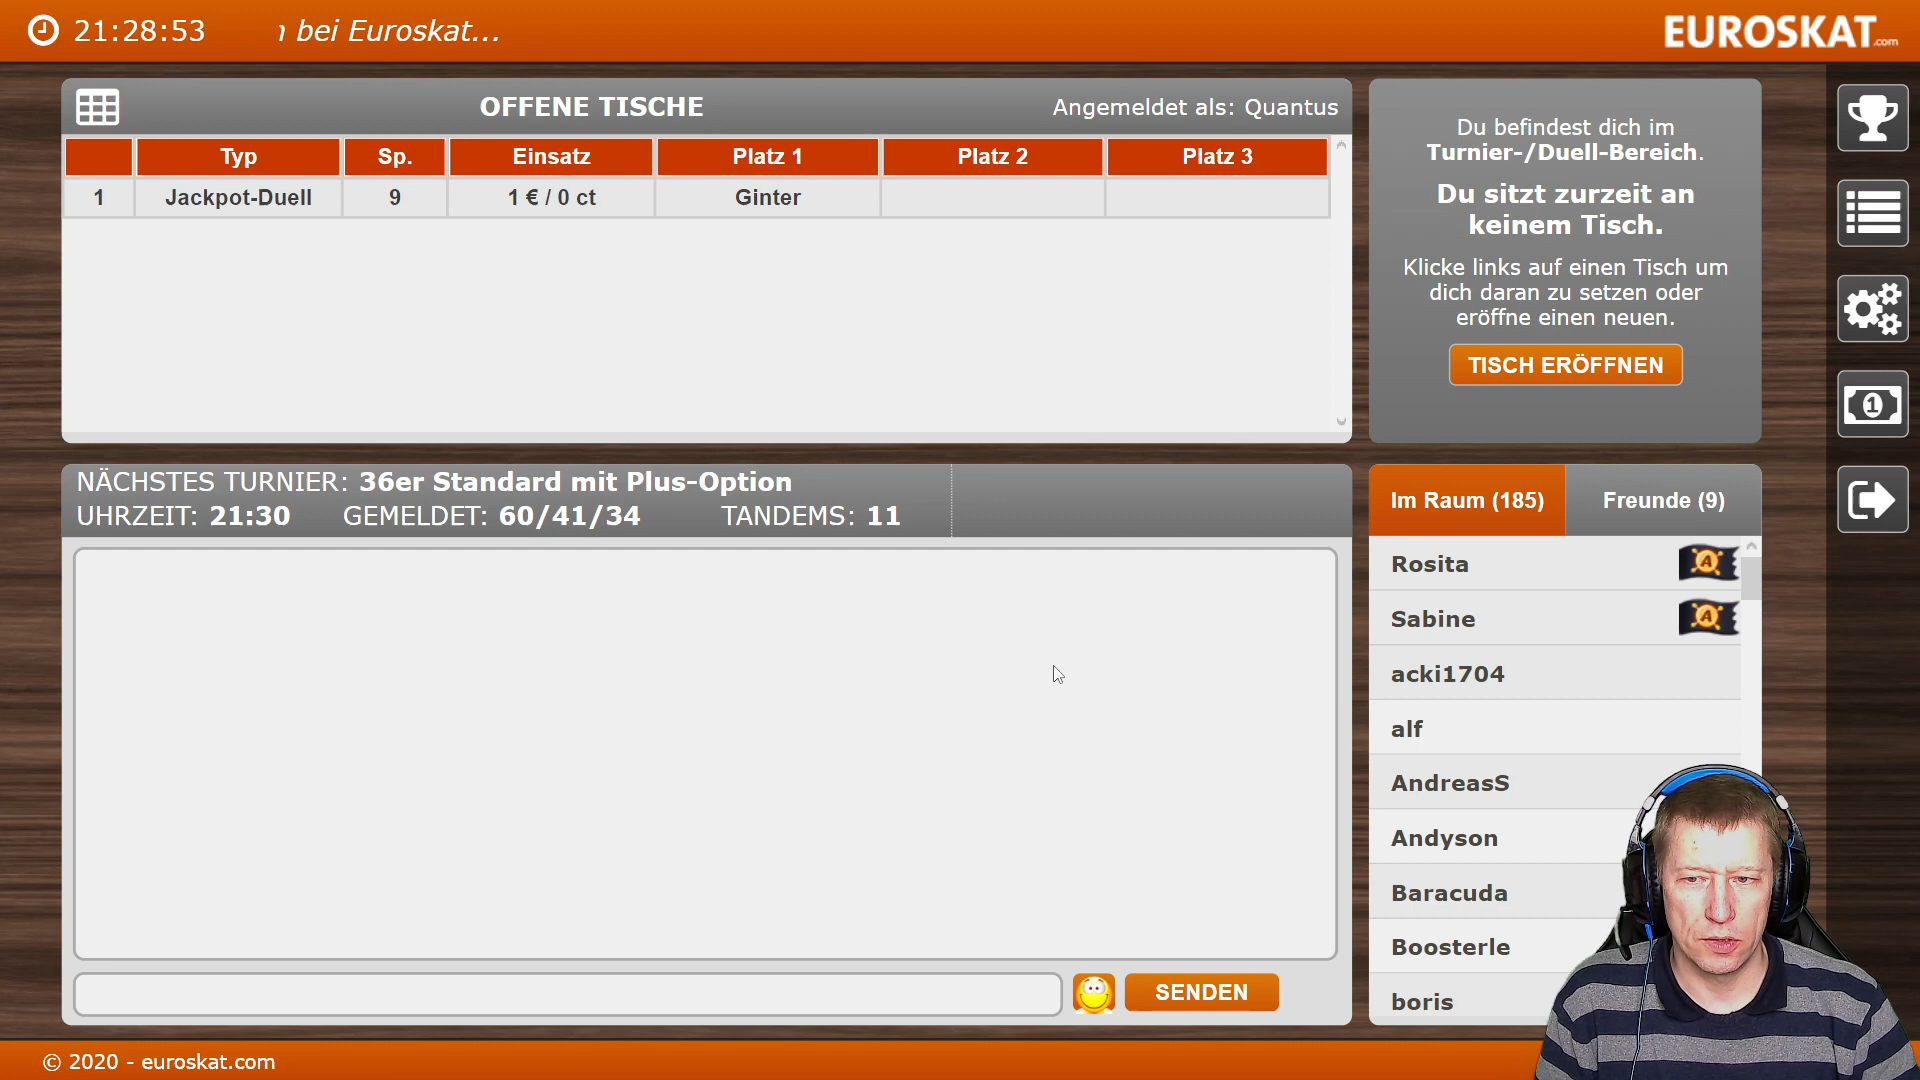 21:28:53
bei Euroskat...
EUROSKAT.com
OFFENE TISCHE
Angemeldet als: Quantus
Typ Sp. Einsatz Platz 1 Platz 2 Platz 3
1 Jackpot-Duell 9 1 € / 0 ct Ginter
Du befindest dich im
Turnier-/Duell-Bereich.
Du sitzt zurzeit an
keinem Tisch.
Klicke links auf einen Tisch um
dich daran zu setzen oder
eröffne einen neuen.
TISCH ERÖFFNEN
1
NÄCHSTES TURNIER: 36er Standard mit Plus-Option
UHRZEIT: 21:30 GEMELDET: 60/41/34 TANDEMS: 11
Im Raum (185) Freunde (9)
Rosita A
Sabine A
acki1704
alf
AndreasS
Andyson
Baracuda
Boosterle
boris
SENDEN
© 2020 - euroskat.com